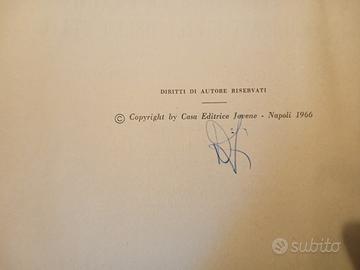 DIRITTI DI AUTORE RISERVATI
© Copyright by Casa Editrice Jovene - Napoli 1966
subito